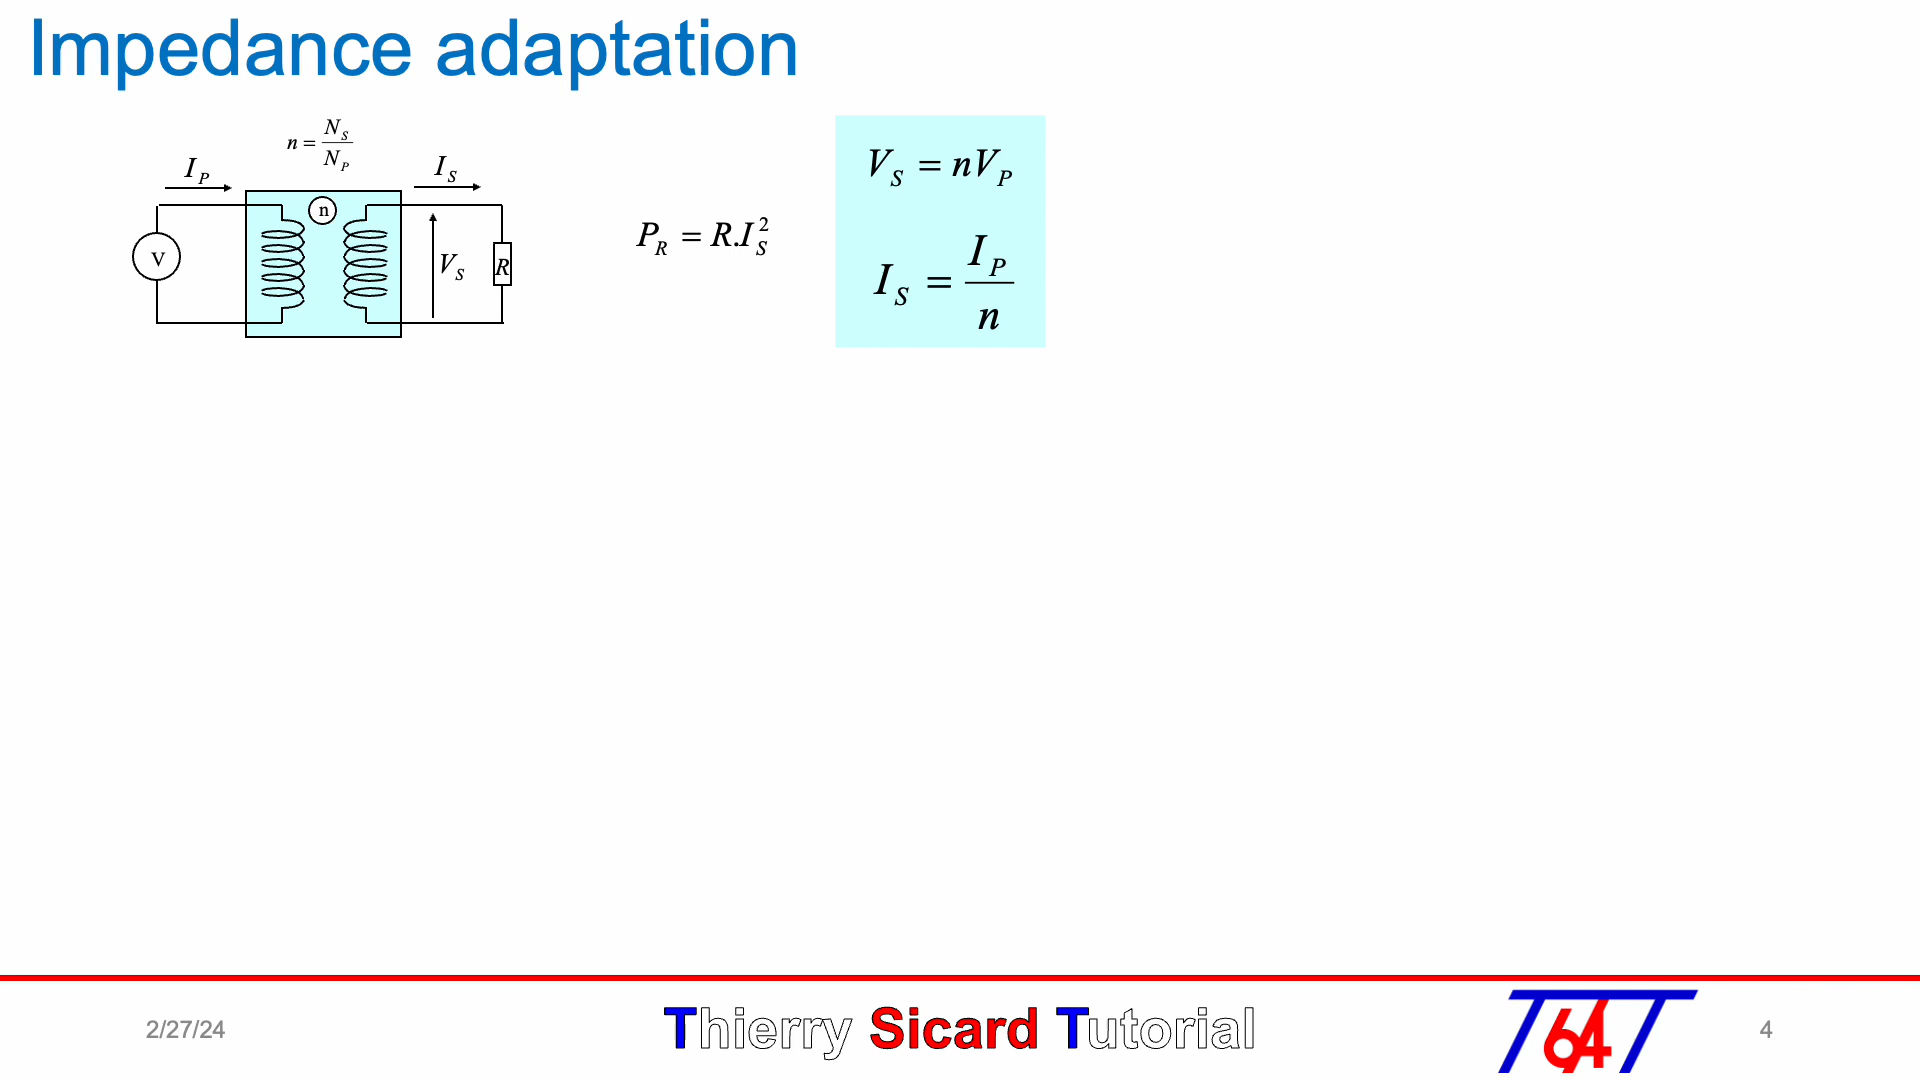 Impedance adaptation
n = N_S / N_P
I_P
I_S
n
V
V_S
R
P_R = R.I_S^2
V_S = nV_P
I_S = I_P / n
2/27/24
Thierry Sicard Tutorial
T64T
4